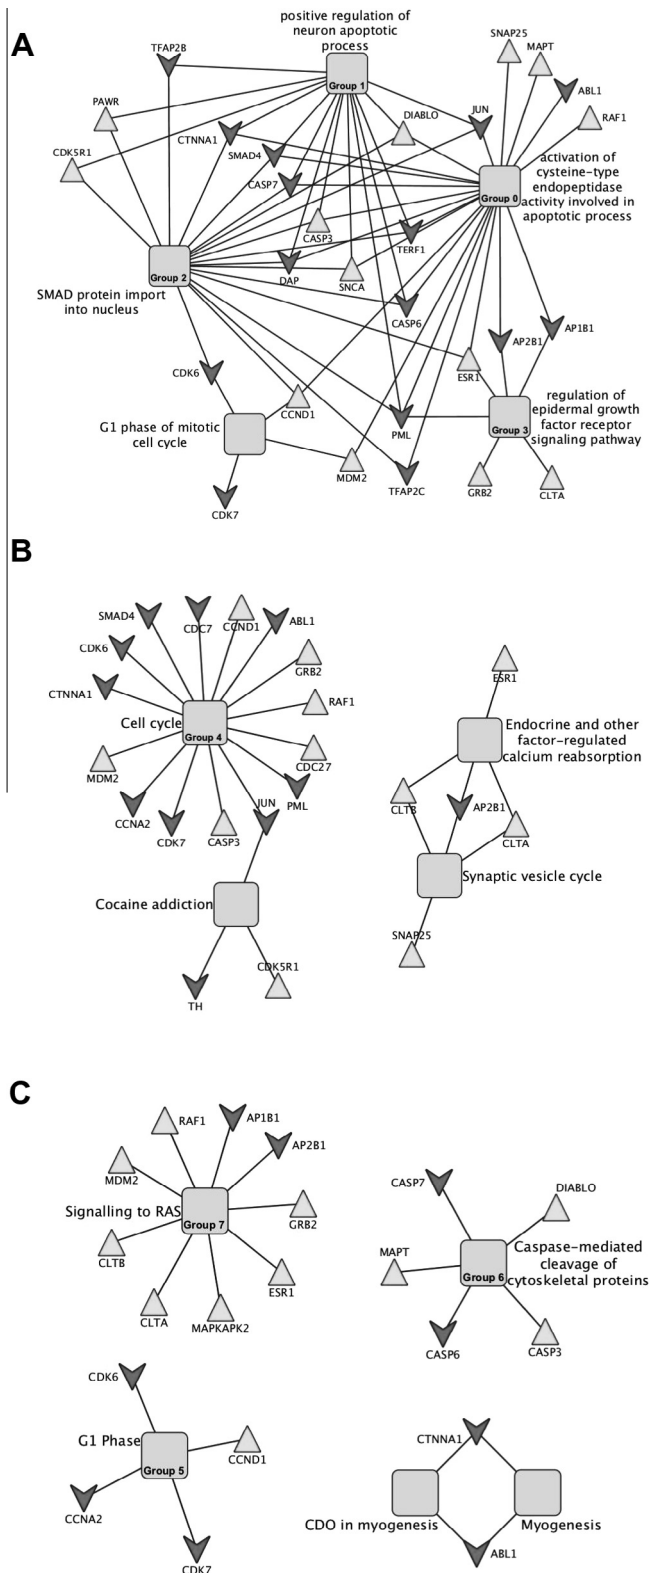 A
positive regulation of
neuron apoptotic
process
Group 1
TFAP2B
SNAP25
MAPT
ABL1
RAF1
PAWR
JUN
DIABLO
CTNNA1
CDK5R1
SMAD4
CASP7
activation of
cysteine-type
endopeptidase
activity involved in
apoptotic process
Group 0
CASP3
TERF1
Group 2
DAP
SNCA
SMAD protein import
into nucleus
CASP6
AP2B1
AP1B1
ESR1
CDK6
CCND1
G1 phase of mitotic
cell cycle
PML
regulation of
epidermal growth
factor receptor
signaling pathway
Group 3
MDM2
TFAP2C
GRB2
CLTA
CDK7
B
SMAD4
CDC7
CCND1
ABL1
CDK6
GRB2
CTNNA1
RAF1
Cell cycle
Group 4
MDM2
CDC27
CCNA2
CDK7
CASP3
JUN
PML
Cocaine addiction
CDK5R1
TH
ESR1
Endocrine and other
factor-regulated
calcium reabsorption
CLTB
AP2B1
CLTA
Synaptic vesicle cycle
SNAP25
C
RAF1
AP1B1
AP2B1
MDM2
Signalling to RAS
Group 7
GRB2
CLTB
ESR1
CLTA
MAPKAPK2
CASP7
DIABLO
MAPT
Caspase-mediated
cleavage of
cytoskeletal proteins
Group 6
CASP6
CASP3
CDK6
G1 Phase
Group 5
CCND1
CCNA2
CDK7
CTNNA1
CDO in myogenesis
Myogenesis
ABL1